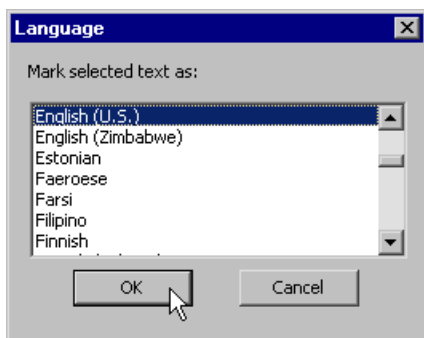 Language
Mark selected text as:
English (U.S.)
English (Zimbabwe)
Estonian
Faeroese
Farsi
Filipino
Finnish
OK
Cancel